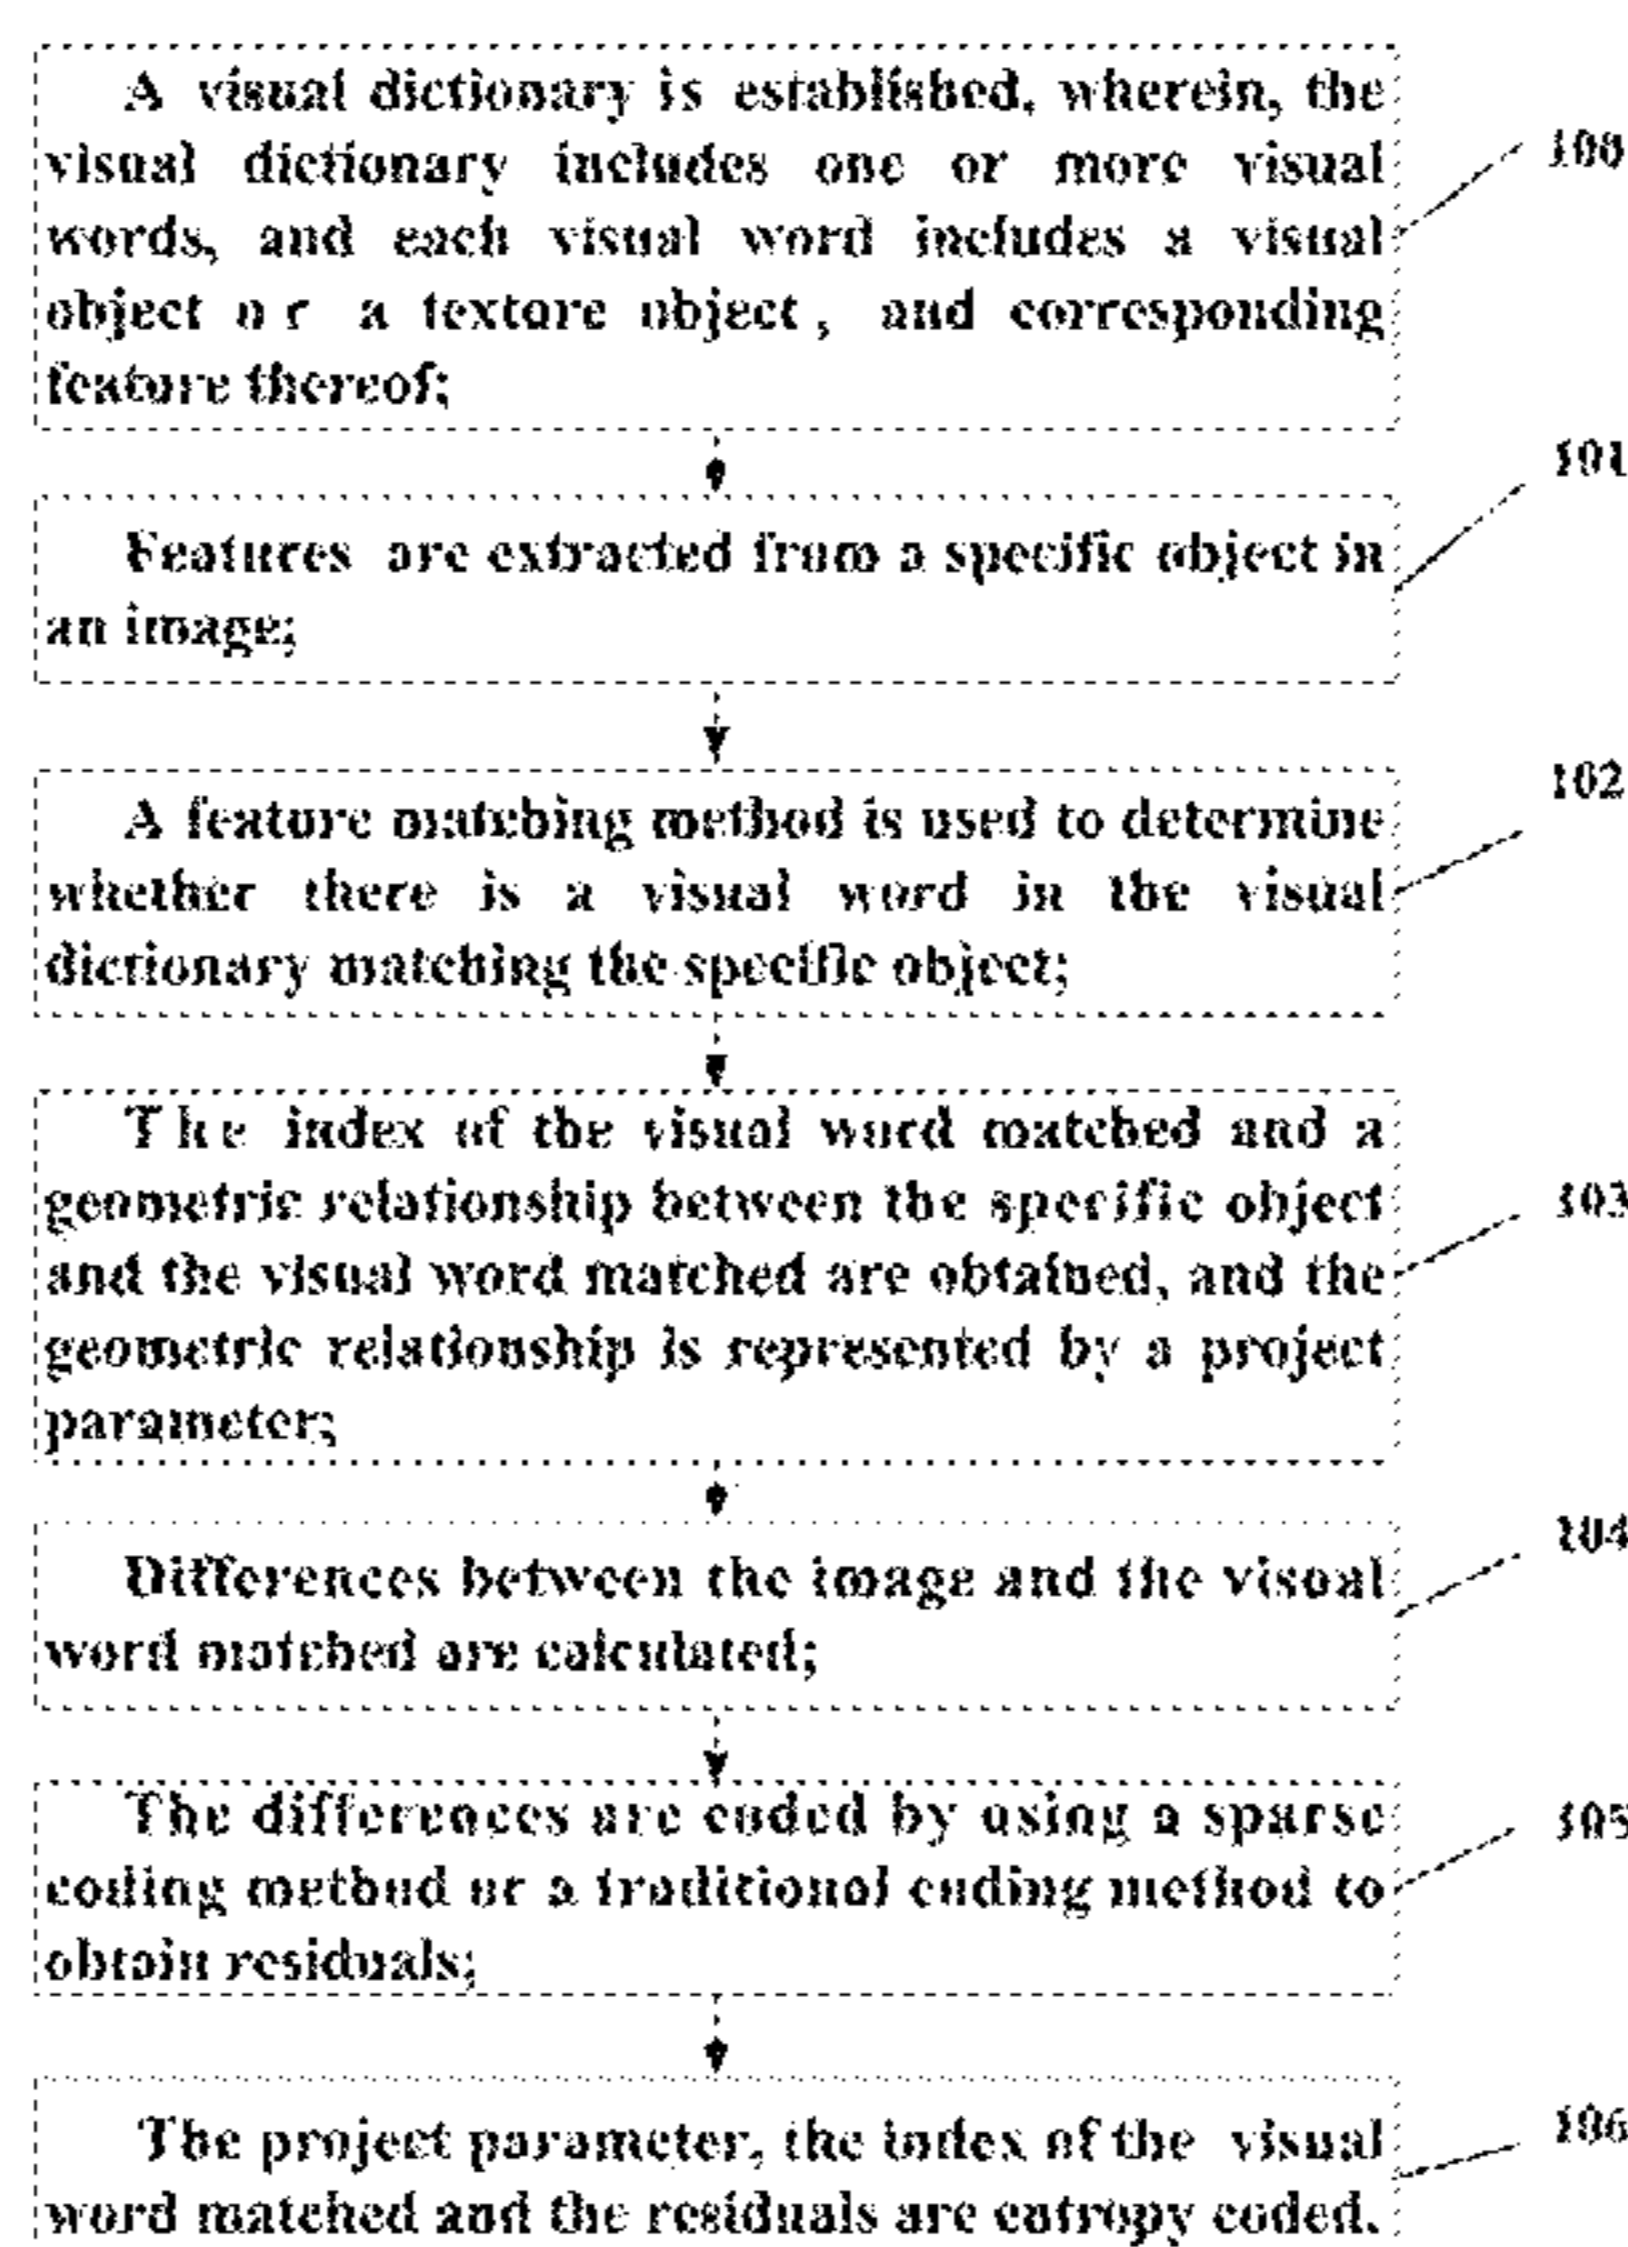 A visual dictionary is established, wherein, the
visual dictionary includes one or more visual
words, and each visual word includes a visual
object or a texture object, and corresponding
feature thereof;
100
Features are extracted from a specific object in
an image;
101
A feature matching method is used to determine
whether there is a visual word in the visual
dictionary matching the specific object;
102
The index of the visual word matched and a
geometric relationship between the specific object
and the visual word matched are obtained, and the
geometric relationship is represented by a project
parameter;
103
Differences between the image and the visual
word matched are calculated;
104
The differences are coded by using a sparse
coding method or a traditional coding method to
obtain residuals;
105
The project parameter, the index of the visual
word matched and the residuals are entropy coded.
106